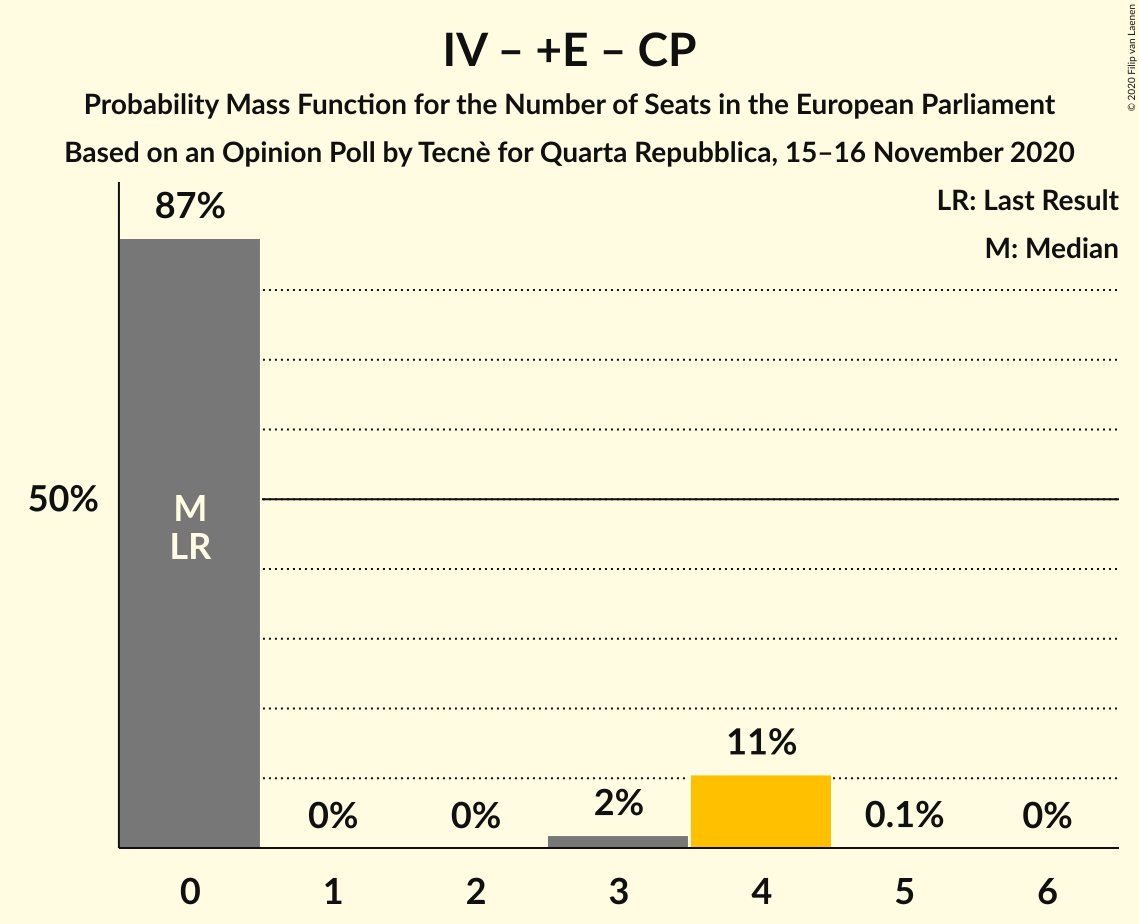 IV – +E – CP
Probability Mass Function for the Number of Seats in the European Parliament
Based on an Opinion Poll by Tecnè for Quarta Repubblica, 15–16 November 2020
© 2020 Filip van Laenen
LR: Last Result
M: Median
87%
50%
M
LR
0%
0%
2%
11%
0.1%
0%
0
1
2
3
4
5
6